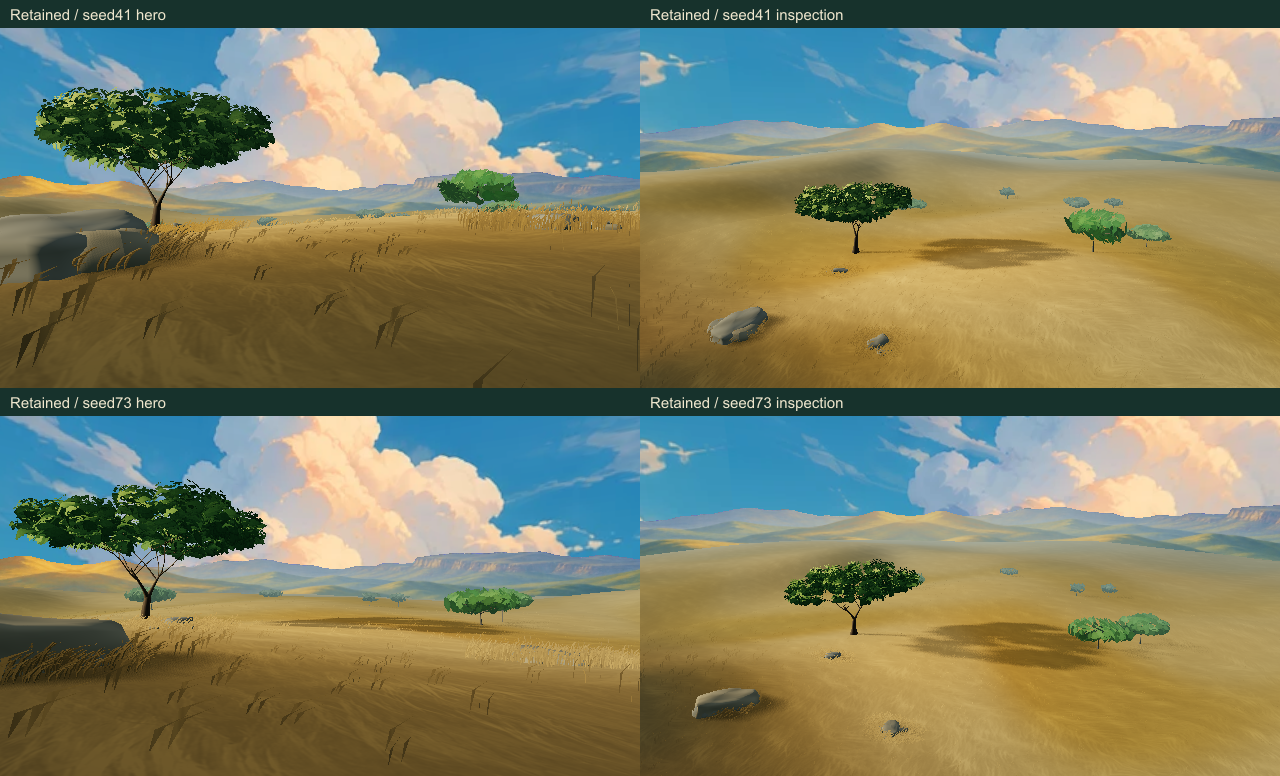 Retained / seed41 hero
Retained / seed41 inspection
Retained / seed73 hero
Retained / seed73 inspection